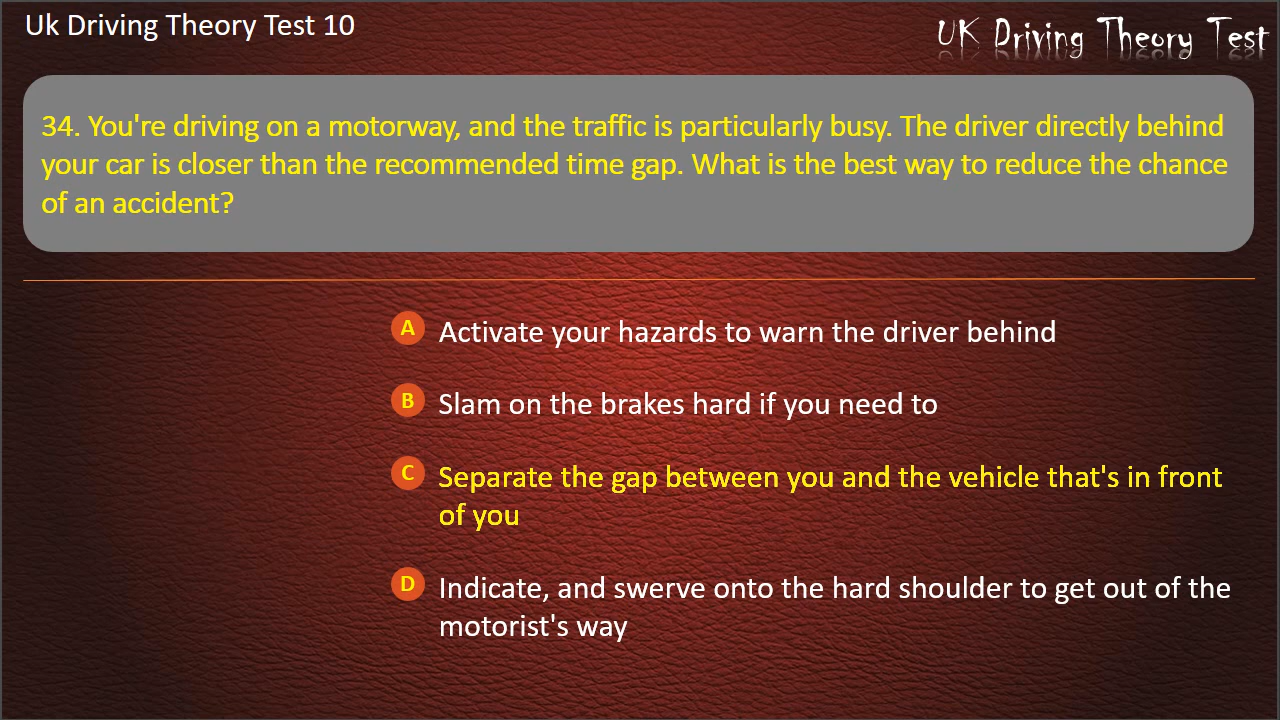 Uk Driving Theory Test 10
UK Driving Theory Test
34. You're driving on a motorway, and the traffic is particularly busy. The driver directly behind
your car is closer than the recommended time gap. What is the best way to reduce the chance
of an accident?
A Activate your hazards to warn the driver behind
B Slam on the brakes hard if you need to
C Separate the gap between you and the vehicle that's in front
of you
D Indicate, and swerve onto the hard shoulder to get out of the
motorist's way